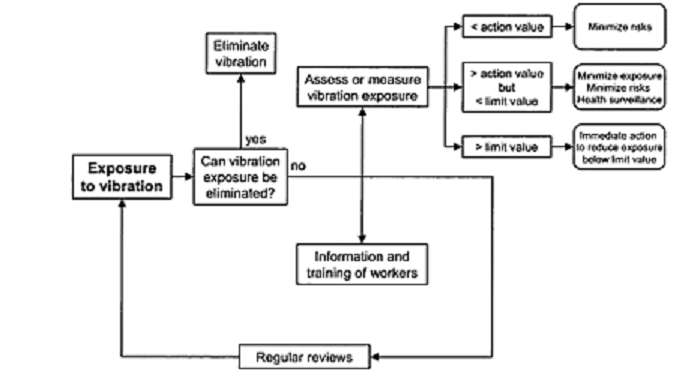 Eliminate
vibration
yes
Exposure
to vibration
Can vibration
exposure be
eliminated?
no
Assess or measure
vibration exposure
< action value
Minimize risks
> action value
but
< limit value
Minimize exposure
Minimize risks
Health surveillance
> limit value
Immediate action
to reduce exposure
below limit value
Information and
training of workers
Regular reviews